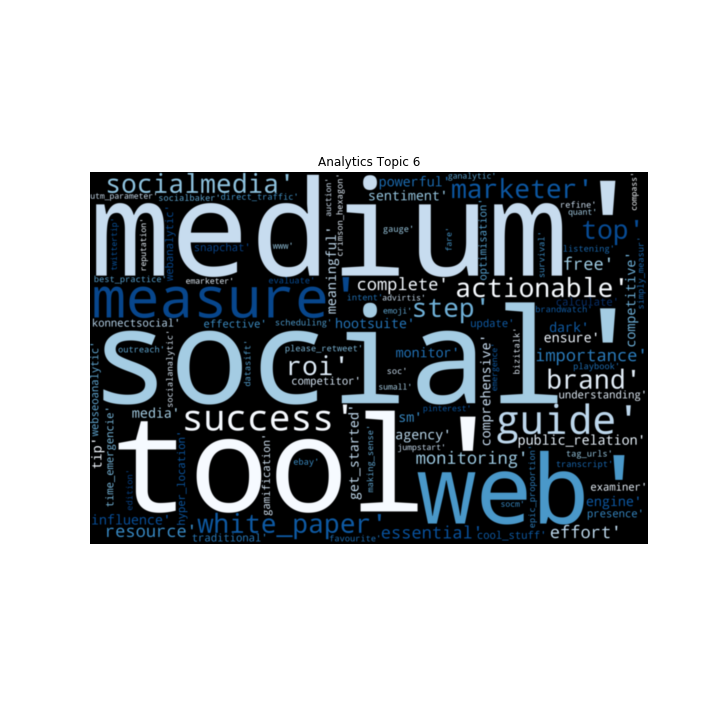 Analytics Topic 6
socialmedia'
powerful'
ganalytic'
marketer'
compass'
utm_parameter'
socialbaker'
direct_traffic'
sentiment'
refine'
quant'
medium'
auction'
crimson_hexagon'
twittertip'
reputation'
webanalytic'
snapchat'
www'
gauge'
fare'
optimisation'
survival'
top'
listening'
free'
best_practice'
emarketer'
evaluate'
meaningful'
complete'
actionable'
competitive'
simply_measur'
measure'
intent'
advirtis'
calculate'
emoji'
step'
brandwatch'
konnectsocial'
effective'
scheduling'
hootsuite'
update'
dark'
ensure'
social'
outreach'
socialanalytic'
datasift'
please_retweet'
roi'
competitor'
monitor'
soc'
sumall'
comprehensive'
emergence'
bizitalk'
importance'
playbook'
brand'
understanding'
webseoanalytic'
tip'
time_emergencie'
media'
success'
pinterest'
sm'
guide'
agency'
jumpstart'
public_relation'
tool'
get_started'
making_sense'
monitoring'
tag_urls'
transcript'
hyper_location'
gamification'
ebay'
web'
epic_proportion
socm'
examiner'
edition'
engine'
presence'
influence'
resource'
white_paper'
traditional'
favourite'
essential'
cool_stuff'
effort'